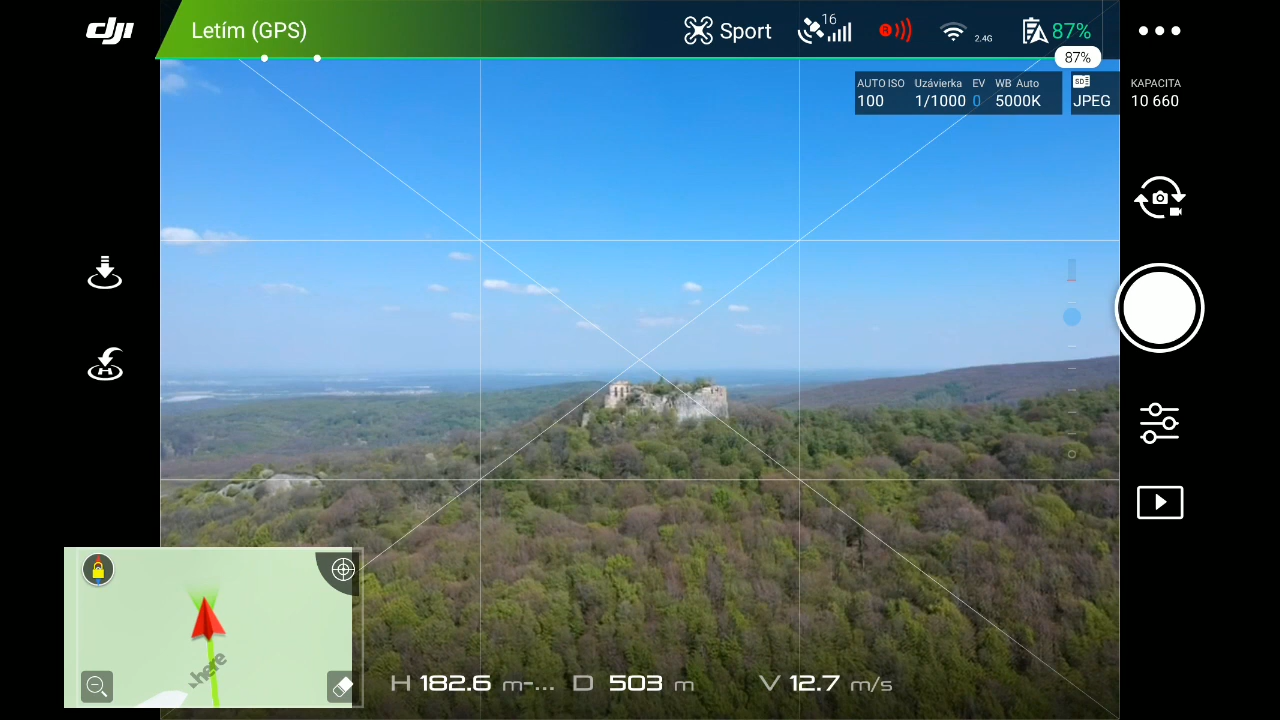 dji
Letím (GPS)
16
Sport
2.4G
87%
87%
AUTO ISO
100
Uzávierka
1/1000
EV
0
WB Auto
5000K
SD
JPEG
KAPACITA
10 660
H
here
H 182.6 m-... D 503 m V 12.7 m/s